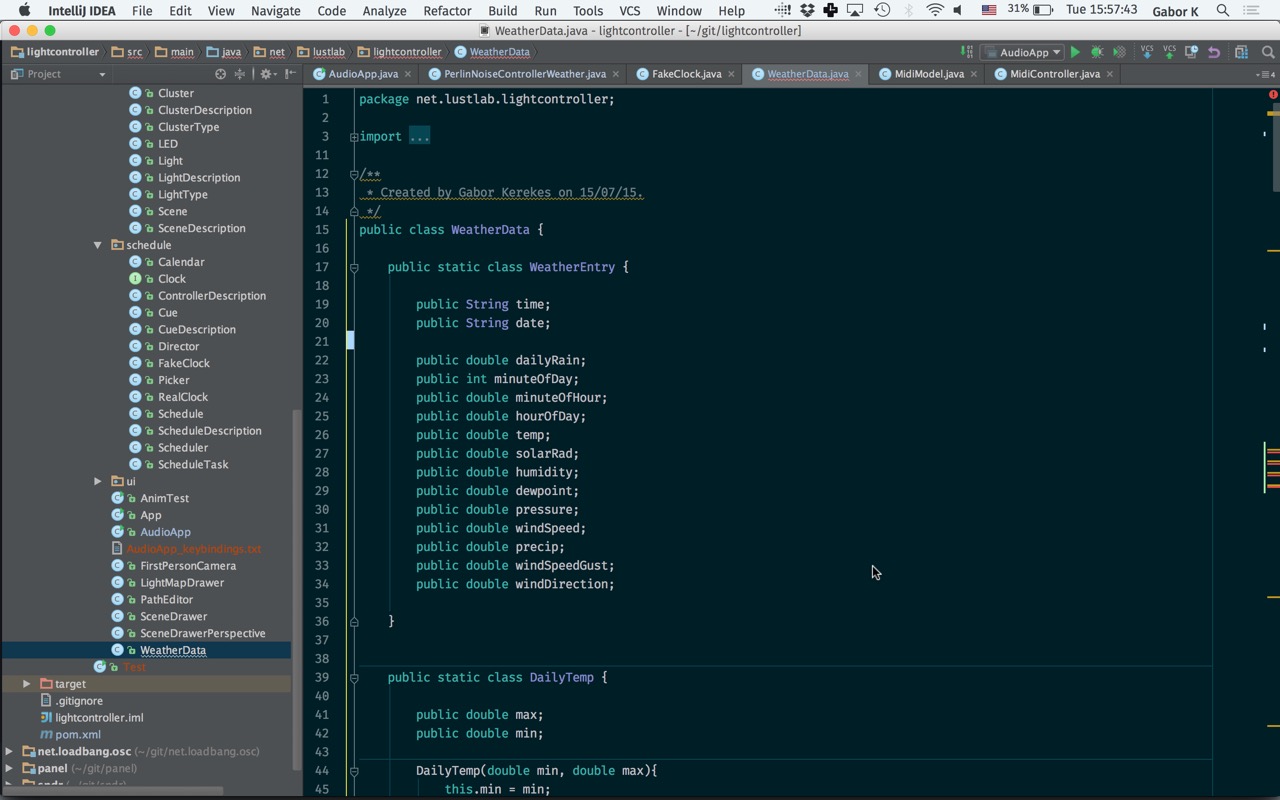 IntelliJ IDEA File Edit View Navigate Code Analyze Refactor Build Run Tools VCS Window Help 31% Tue 15:57:43 Gabor K
WeatherData.java - lightcontroller - [~/git/lightcontroller]
lightcontroller src main java net lustlab lightcontroller WeatherData AudioApp VCS VCS
Project AudioApp.java PerlinNoiseControllerWeather.java FakeClock.java WeatherData.java MidiModel.java MidiController.java 4
Cluster
ClusterDescription
ClusterType
LED
Light
LightDescription
LightType
Scene
SceneDescription
schedule
Calendar
Clock
ControllerDescription
Cue
CueDescription
Director
FakeClock
Picker
RealClock
Schedule
ScheduleDescription
Scheduler
ScheduleTask
ui
AnimTest
App
AudioApp
AudioApp_keybindings.txt
FirstPersonCamera
LightMapDrawer
PathEditor
SceneDrawer
SceneDrawerPerspective
WeatherData
Test
target
.gitignore
lightcontroller.iml
pom.xml
net.loadbang.osc (~/git/net.loadbang.osc)
panel (~/git/panel)
1 package net.lustlab.lightcontroller;
2
3 import ...
11
12 /**
13 * Created by Gabor Kerekes on 15/07/15.
14 */
15 public class WeatherData {
16
17 public static class WeatherEntry {
18
19 public String time;
20 public String date;
21
22 public double dailyRain;
23 public int minuteOfDay;
24 public double minuteOfHour;
25 public double hourOfDay;
26 public double temp;
27 public double solarRad;
28 public double humidity;
29 public double dewpoint;
30 public double pressure;
31 public double windSpeed;
32 public double precip;
33 public double windSpeedGust;
34 public double windDirection;
35
36 }
37
38
39 public static class DailyTemp {
40
41 public double max;
42 public double min;
43
44 DailyTemp(double min, double max){
45 this.min = min;